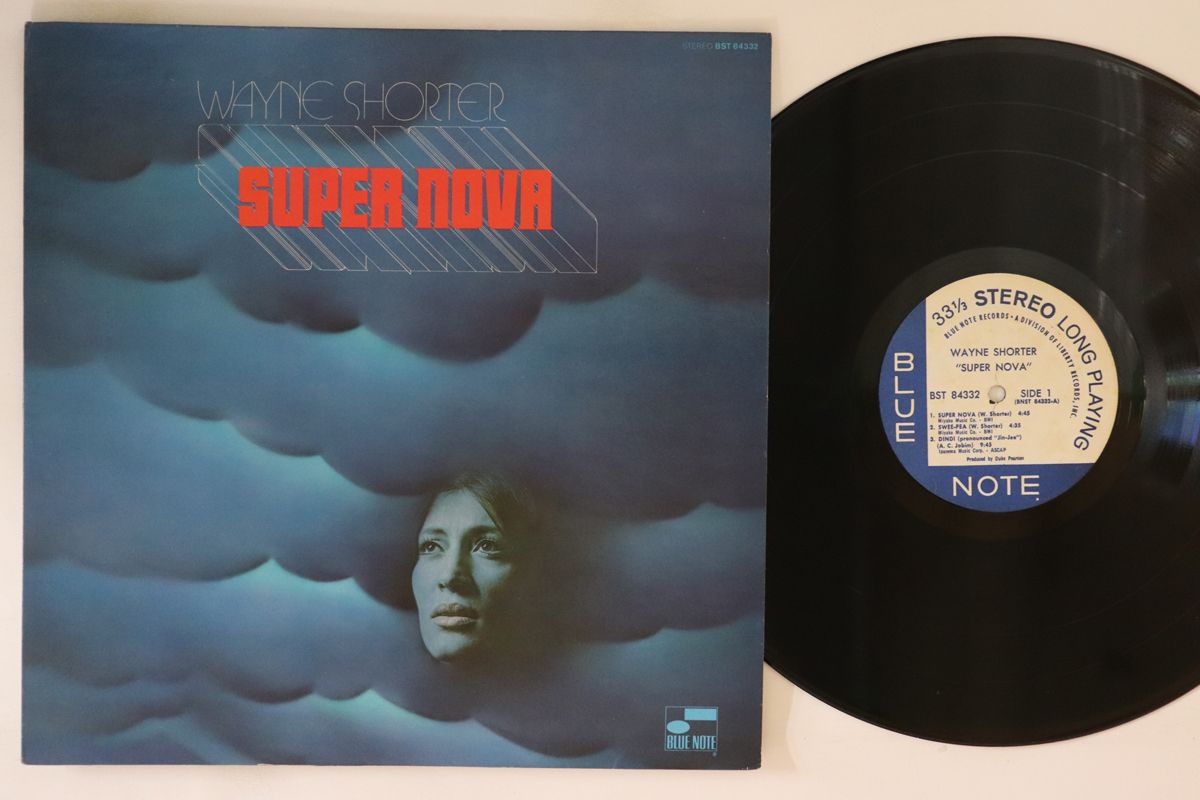 STEREO BST 84332
WAYNE SHORTER
SUPER NOVA
BLUE NOTE
33 1/3 STEREO LONG PLAYING
BLUE NOTE RECORDS • A DIVISION OF LIBERTY RECORDS, INC.
WAYNE SHORTER
"SUPER NOVA"
BST 84332
SIDE 1
(BNST 84332-A)
1. SUPER NOVA (W. Shorter) 4:45
Miyako Music Co. - BMI
2. SWEE-PEA (W. Shorter) 4:35
Miyako Music Co. - BMI
3. DINDI (pronounced "Jin-Jee")
(A. C. Jobim) 9:45
Ipanema Music Corp. - ASCAP
Produced by Duke Pearson
BLUE
NOTE